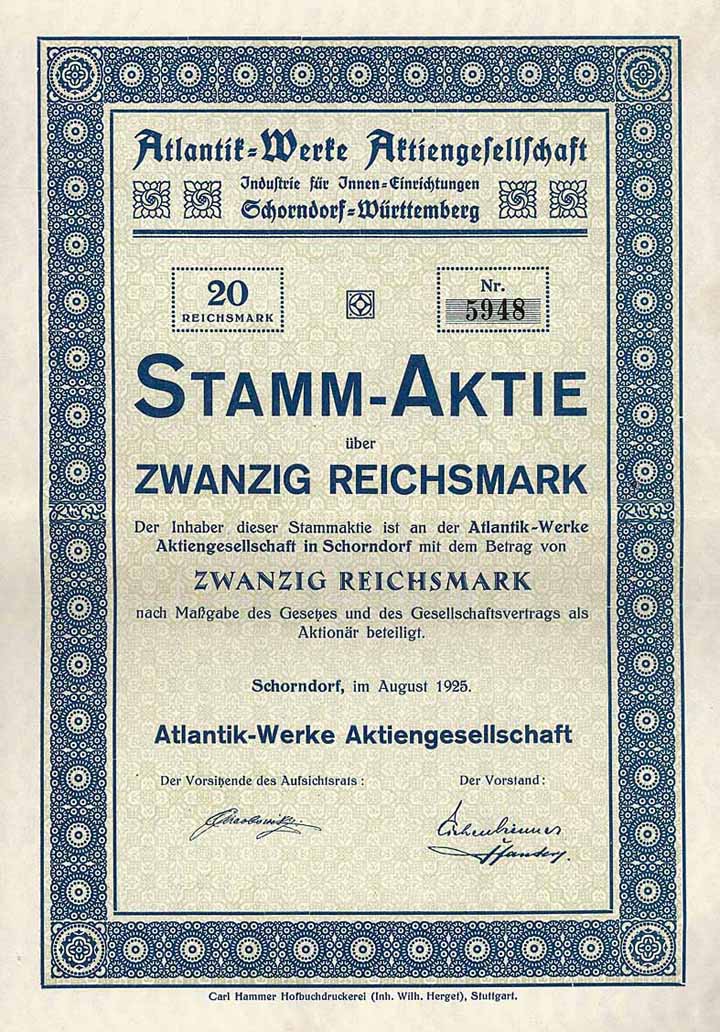 Atlantik-Werke Aktiengesellschaft
Industrie für Innen-Einrichtungen
Schorndorf-Württemberg
20
REICHSMARK
Nr.
5948
STAMM-AKTIE
über
ZWANZIG REICHSMARK
Der Inhaber dieser Stammaktie ist an der Atlantik-Werke
Aktiengesellschaft in Schorndorf mit dem Betrag von
ZWANZIG REICHSMARK
nach Maßgabe des Gesetzes und des Gesellschaftsvertrags als
Aktionär beteiligt.
Schorndorf, im August 1925.
Atlantik-Werke Aktiengesellschaft
Der Vorsitzende des Aufsichtsrats:
Der Vorstand:
Carl Hammer Hofbuchdruckerei (Inh. Wilh. Herget), Stuttgart.